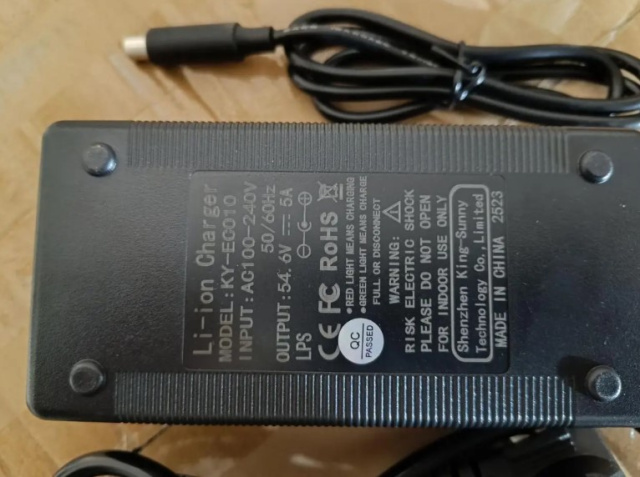 Li-ion Charger
MODEL:KY-EC010
INPUT:AC100-240V
50/60Hz
OUTPUT:54.6V ⎓ 5A
LPS
CE FC RoHS
*RED LIGHT MEANS CHARGING
*GREEN LIGHT MEANS CHARGE
FULL OR DISCONNECT
WARNING:
RISK ELECTRIC SHOCK
PLEASE DO NOT OPEN
FOR INDOOR USE ONLY
Shenzhen King-Sunny
Technology Co.,Limited
MADE IN CHINA 2523
QC
PASSED